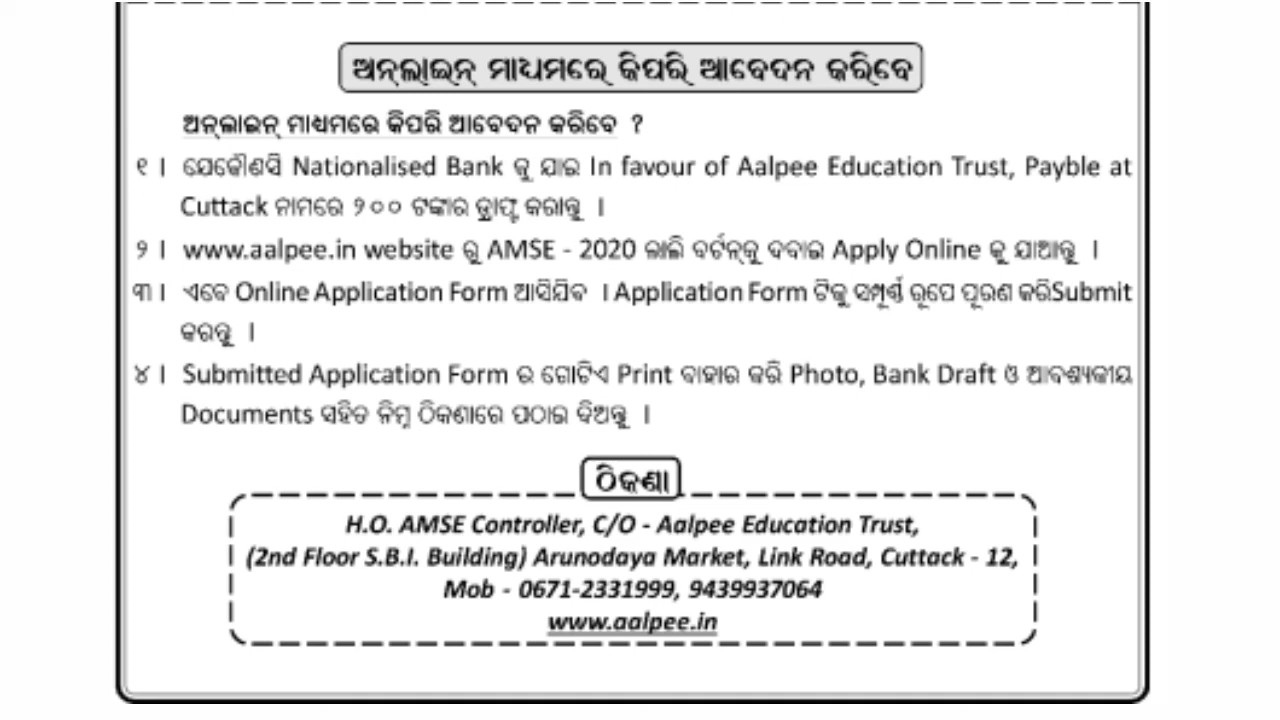 ଅନ୍‌ଲାଇନ୍ ମାଧ୍ୟମରେ କିପରି ଆବେଦନ କରିବେ
ଅନ୍‌ଲାଇନ୍ ମାଧ୍ୟମରେ କିପରି ଆବେଦନ କରିବେ ?
୧ । ଯେକୌଣସି Nationalised Bank କୁ ଯାଇ In favour of Aalpee Education Trust, Payble at
Cuttack ନାମରେ ୨୦୦ ଟଙ୍କାର ଡ୍ରାଫ୍ଟ କରାନ୍ତୁ ।
୨ । www.aalpee.in website ରୁ AMSE - 2020 ଲାଲି ବର୍ଟନ୍‌କୁ ଦବାଇ Apply Online କୁ ଯାଆନ୍ତୁ ।
୩ । ଏବେ Online Application Form ଆସିଯିବ । Application Form ଟିକୁ ସମ୍ପୂର୍ଣ୍ଣ ରୂପେ ପୂରଣ କରିSubmit
କରନ୍ତୁ ।
୪ । Submitted Application Form ର ଗୋଟିଏ Print ବାହାର କରି Photo, Bank Draft ଓ ଆବଶ୍ୟକୀୟ
Documents ସହିତ ନିମ୍ନ ଠିକଣାରେ ପଠାଇ ଦିଅନ୍ତୁ ।
ଠିକଣା
H.O. AMSE Controller, C/O - Aalpee Education Trust,
(2nd Floor S.B.I. Building) Arunodaya Market, Link Road, Cuttack - 12,
Mob - 0671-2331999, 9439937064
www.aalpee.in